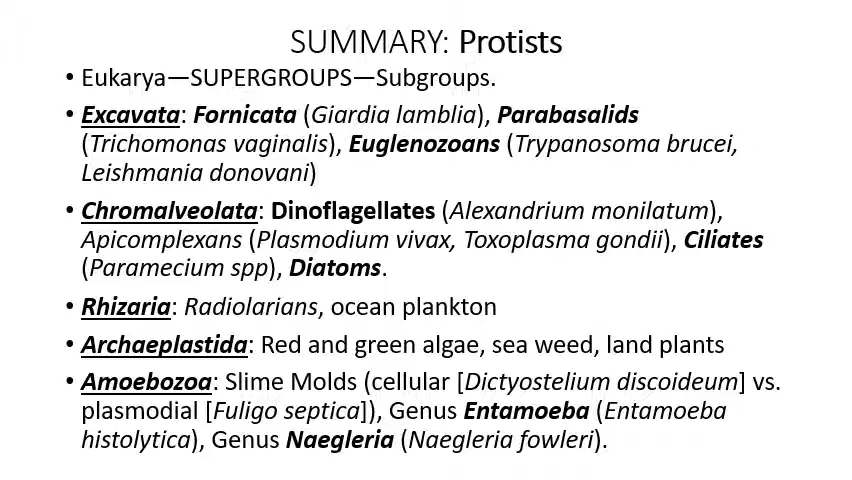 SUMMARY: Protists
• Eukarya—SUPERGROUPS—Subgroups.
• Excavata: Fornicata (Giardia lamblia), Parabasalids
(Trichomonas vaginalis), Euglenozoans (Trypanosoma brucei,
Leishmania donovani)
• Chromalveolata: Dinoflagellates (Alexandrium monilatum),
Apicomplexans (Plasmodium vivax, Toxoplasma gondii), Ciliates
(Paramecium spp), Diatoms.
• Rhizaria: Radiolarians, ocean plankton
• Archaeplastida: Red and green algae, sea weed, land plants
• Amoebozoa: Slime Molds (cellular [Dictyostelium discoideum] vs.
plasmodial [Fuligo septica]), Genus Entamoeba (Entamoeba
histolytica), Genus Naegleria (Naegleria fowleri).